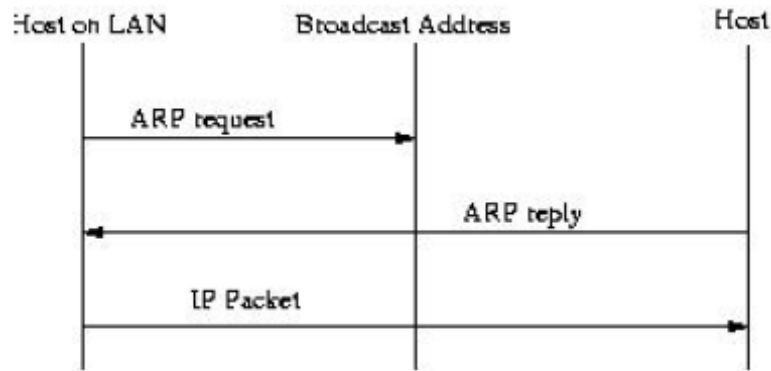 Host on LAN
Broadcast Address
Host
ARP request
ARP reply
IP Packet